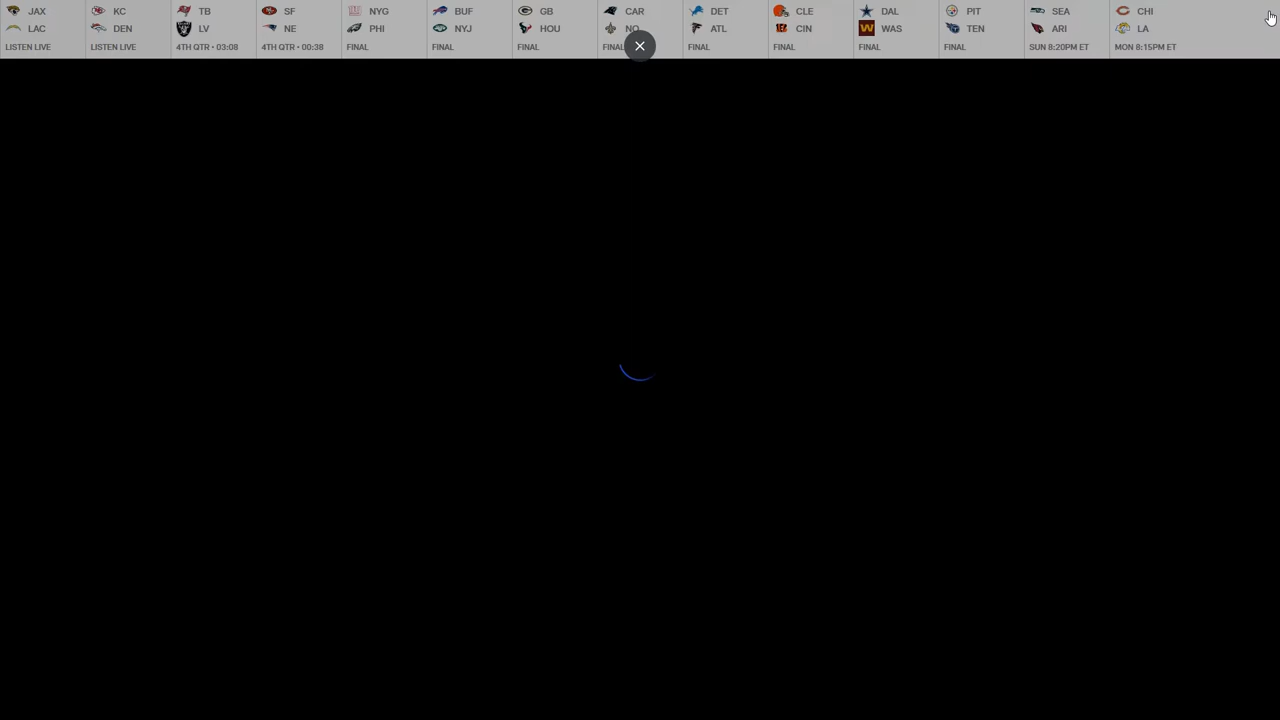 JAX
LAC
LISTEN LIVE
KC
DEN
LISTEN LIVE
TB
LV
4TH QTR • 03:08
SF
NE
4TH QTR • 00:38
NYG
PHI
FINAL
BUF
NYJ
FINAL
GB
HOU
FINAL
CAR
NO
FINAL
DET
ATL
FINAL
CLE
CIN
FINAL
DAL
WAS
FINAL
PIT
TEN
FINAL
SEA
ARI
SUN 8:20PM ET
CHI
LA
MON 8:15PM ET